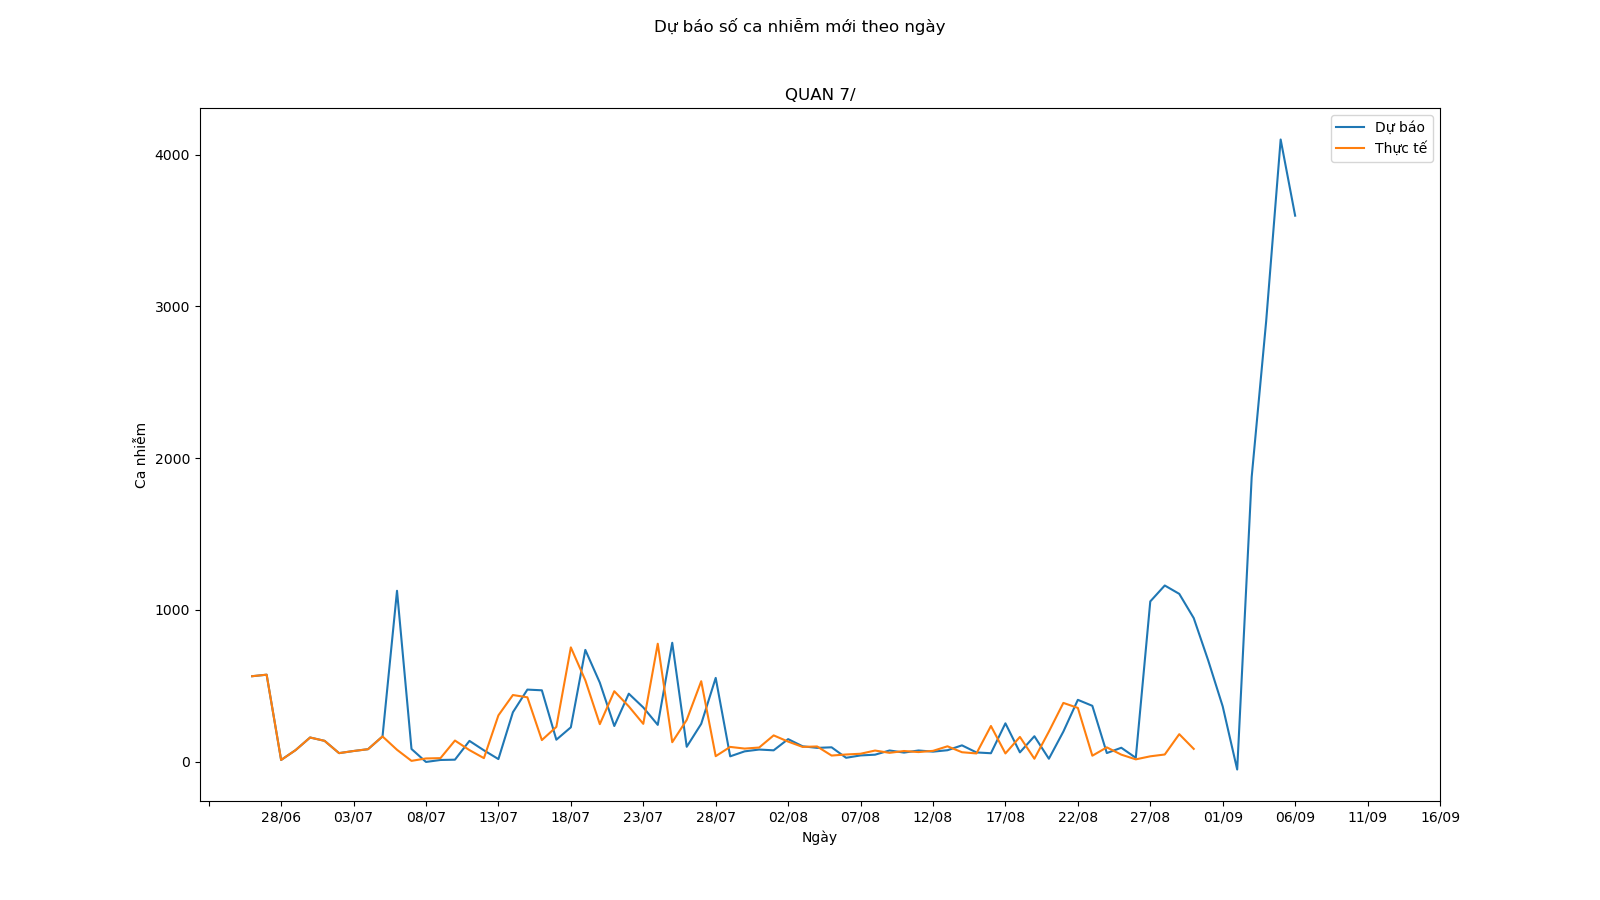 Dự báo số ca nhiễm mới theo ngày
QUAN 7/
Dự báo
Thực tế
4000
3000
2000
1000
0
Ca nhiễm
28/06 03/07 08/07 13/07 18/07 23/07 28/07 02/08 07/08 12/08 17/08 22/08 27/08 01/09 06/09 11/09 16/09
Ngày